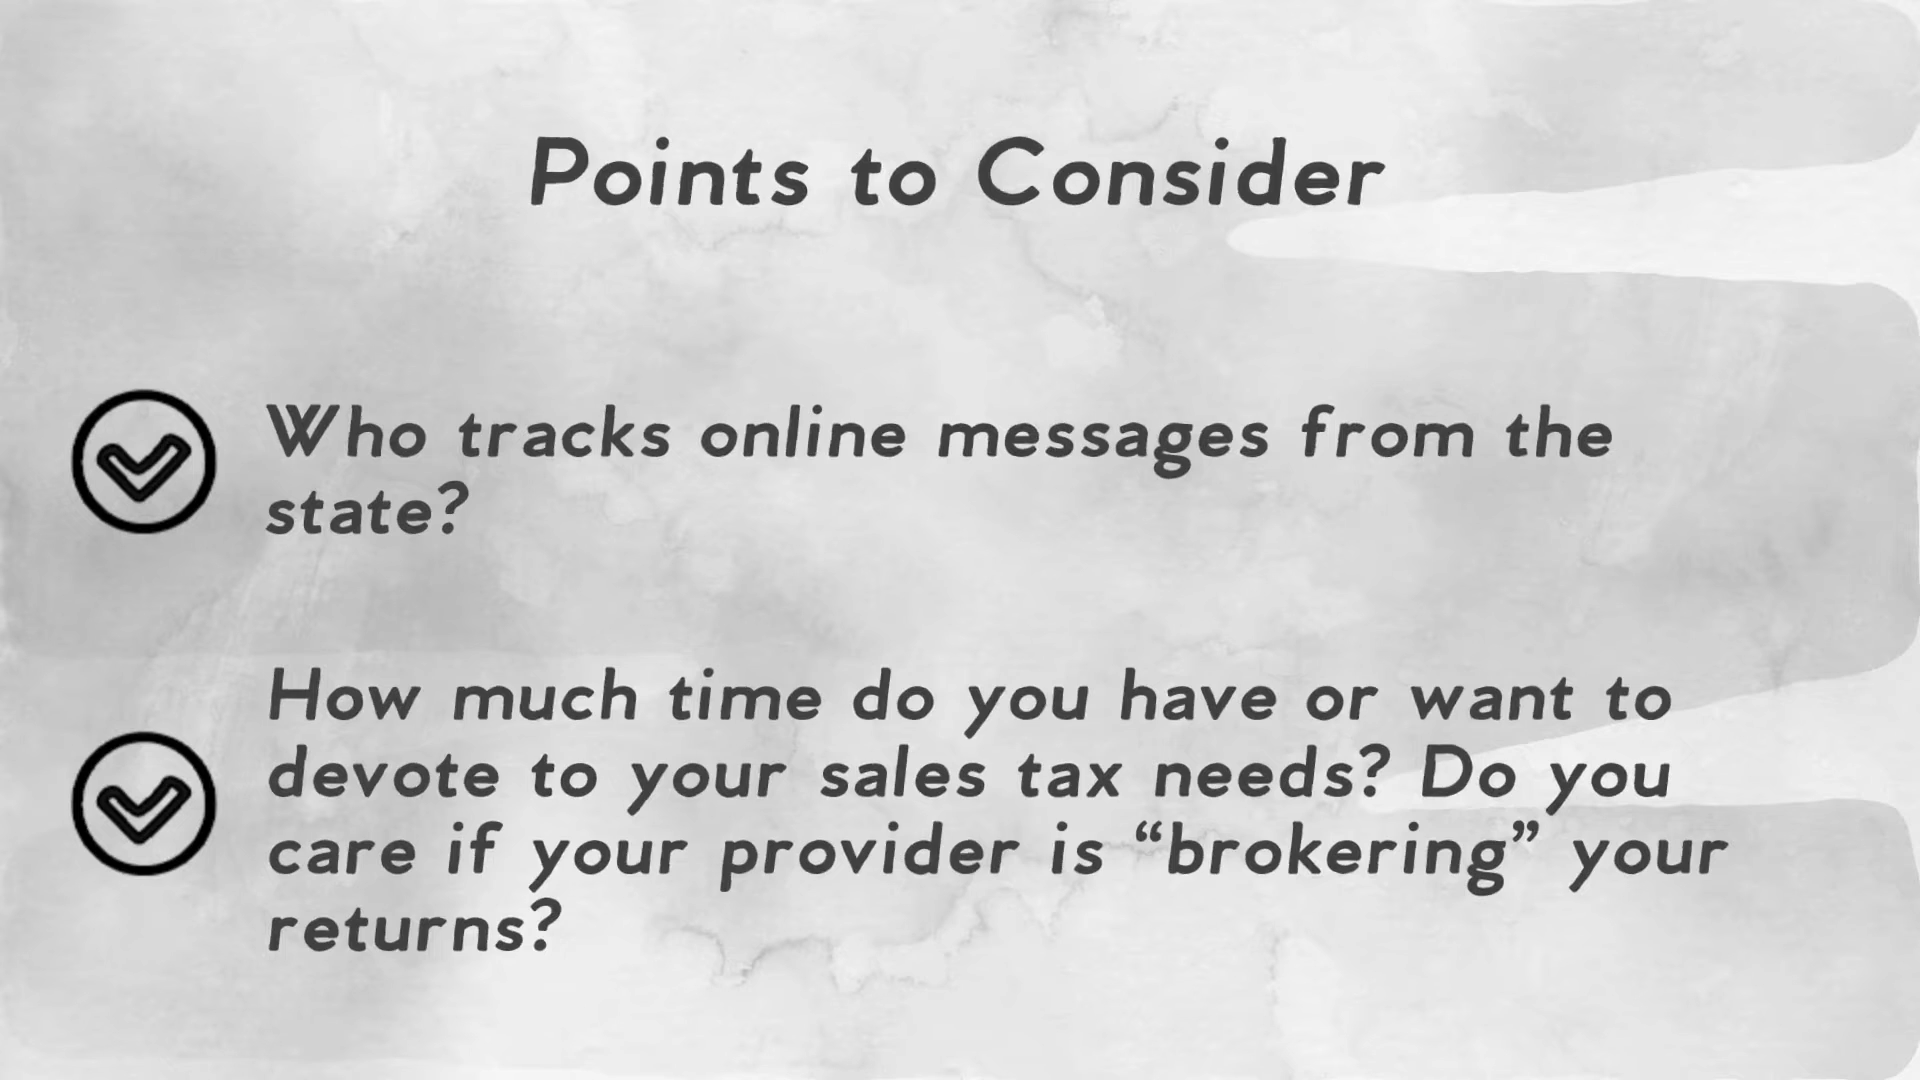 Points to Consider
Who tracks online messages from the
state?
How much time do you have or want to
devote to your sales tax needs? Do you
care if your provider is “brokering” your
returns?